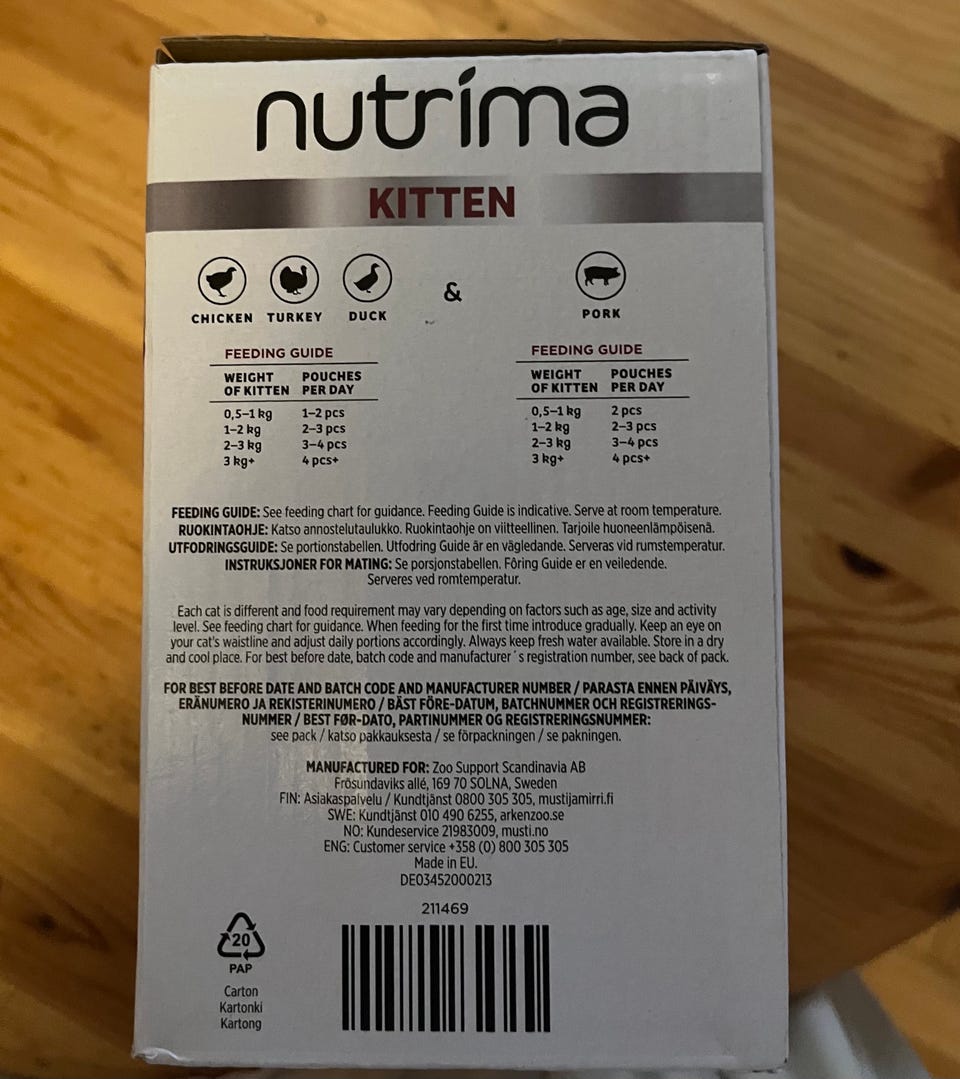 nutrima
KITTEN
CHICKEN TURKEY DUCK & PORK
FEEDING GUIDE
WEIGHT OF KITTEN POUCHES PER DAY
0,5–1 kg 1–2 pcs
1–2 kg 2–3 pcs
2–3 kg 3–4 pcs
3 kg+ 4 pcs+
FEEDING GUIDE
WEIGHT OF KITTEN POUCHES PER DAY
0,5–1 kg 2 pcs
1–2 kg 2–3 pcs
2–3 kg 3–4 pcs
3 kg+ 4 pcs+
FEEDING GUIDE: See feeding chart for guidance. Feeding Guide is indicative. Serve at room temperature.
RUOKINTAOHJE: Katso annostelutaulukko. Ruokintaohje on viitteellinen. Tarjoile huoneenlämpöisenä.
UTFODRINGSGUIDE: Se portionstabellen. Utfodring Guide är en vägledande. Serveras vid rumstemperatur.
INSTRUKSJONER FOR MATING: Se porsjonstabellen. Fôring Guide er en veiledende.
Serveres ved romtemperatur.
Each cat is different and food requirement may vary depending on factors such as age, size and activity
level. See feeding chart for guidance. When feeding for the first time introduce gradually. Keep an eye on
your cat's waistline and adjust daily portions accordingly. Always keep fresh water available. Store in a dry
and cool place. For best before date, batch code and manufacturer´s registration number, see back of pack.
FOR BEST BEFORE DATE AND BATCH CODE AND MANUFACTURER NUMBER / PARASTA ENNEN PÄIVÄYS,
ERÄNUMERO JA REKISTERINUMERO / BÄST FÖRE-DATUM, BATCHNUMMER OCH REGISTRERINGS-
NUMMER / BEST FØR-DATO, PARTINUMMER OG REGISTRERINGSNUMMER:
see pack / katso pakkauksesta / se förpackningen / se pakningen.
MANUFACTURED FOR: Zoo Support Scandinavia AB
Frösundaviks allé, 169 70 SOLNA, Sweden
FIN: Asiakaspalvelu / Kundtjänst 0800 305 305, mustijamirri.fi
SWE: Kundtjänst 010 490 6255, arkenzoo.se
NO: Kundeservice 21983009, musti.no
ENG: Customer service +358 (0) 800 305 305
Made in EU.
DE03452000213
211469
20
PAP
Carton
Kartonki
Kartong